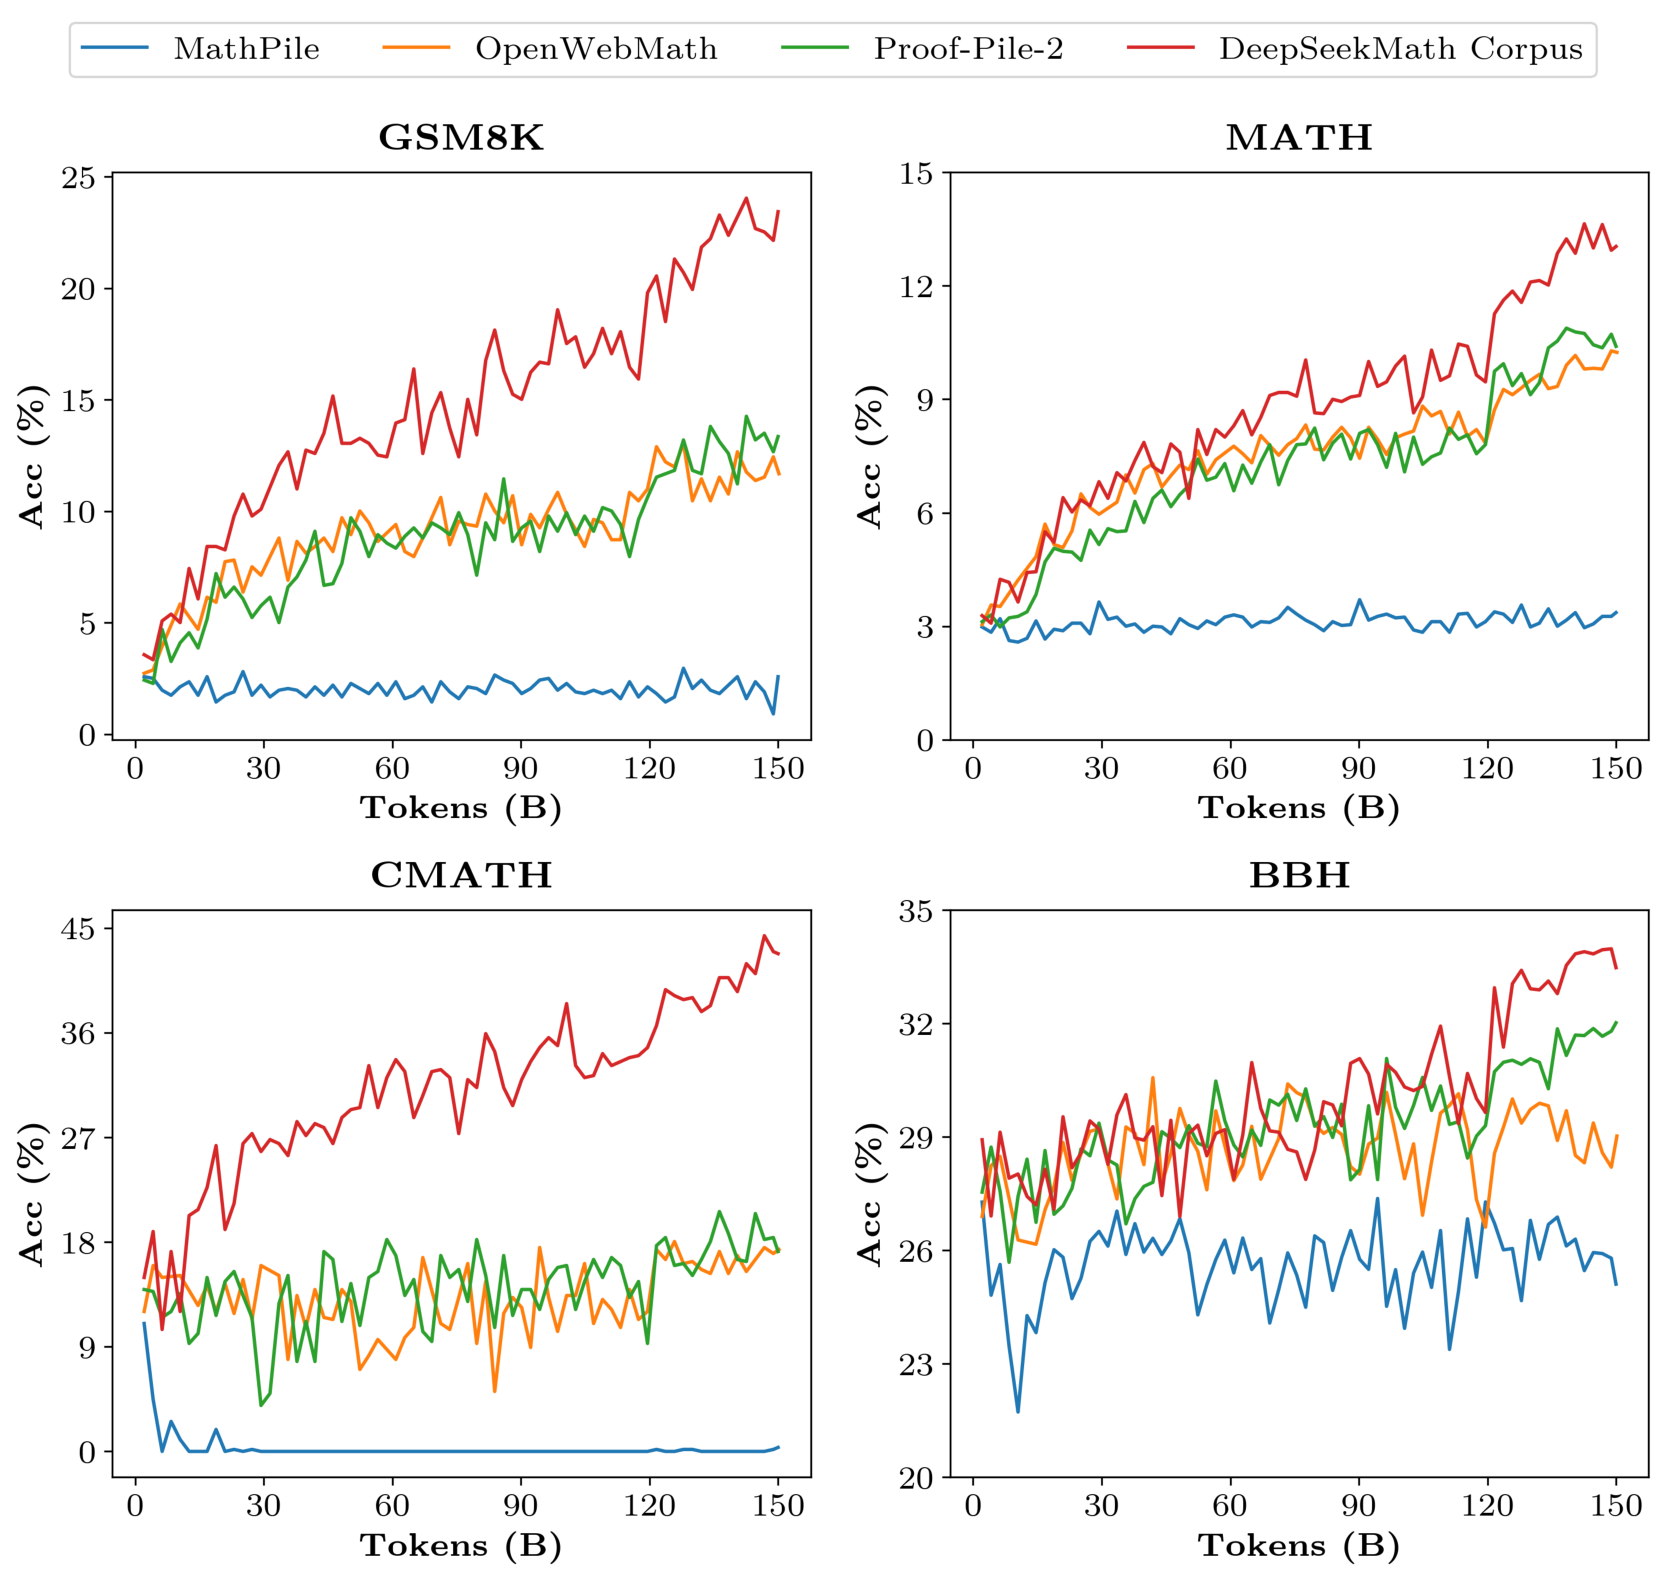 MathPile OpenWebMath Proof-Pile-2 DeepSeekMath Corpus
GSM8K
25
20
15
10
5
0
Acc (%)
0 30 60 90 120 150
Tokens (B)
MATH
15
12
9
6
3
0
Acc (%)
0 30 60 90 120 150
Tokens (B)
CMATH
45
36
27
18
9
0
Acc (%)
0 30 60 90 120 150
Tokens (B)
BBH
35
32
29
26
23
20
Acc (%)
0 30 60 90 120 150
Tokens (B)